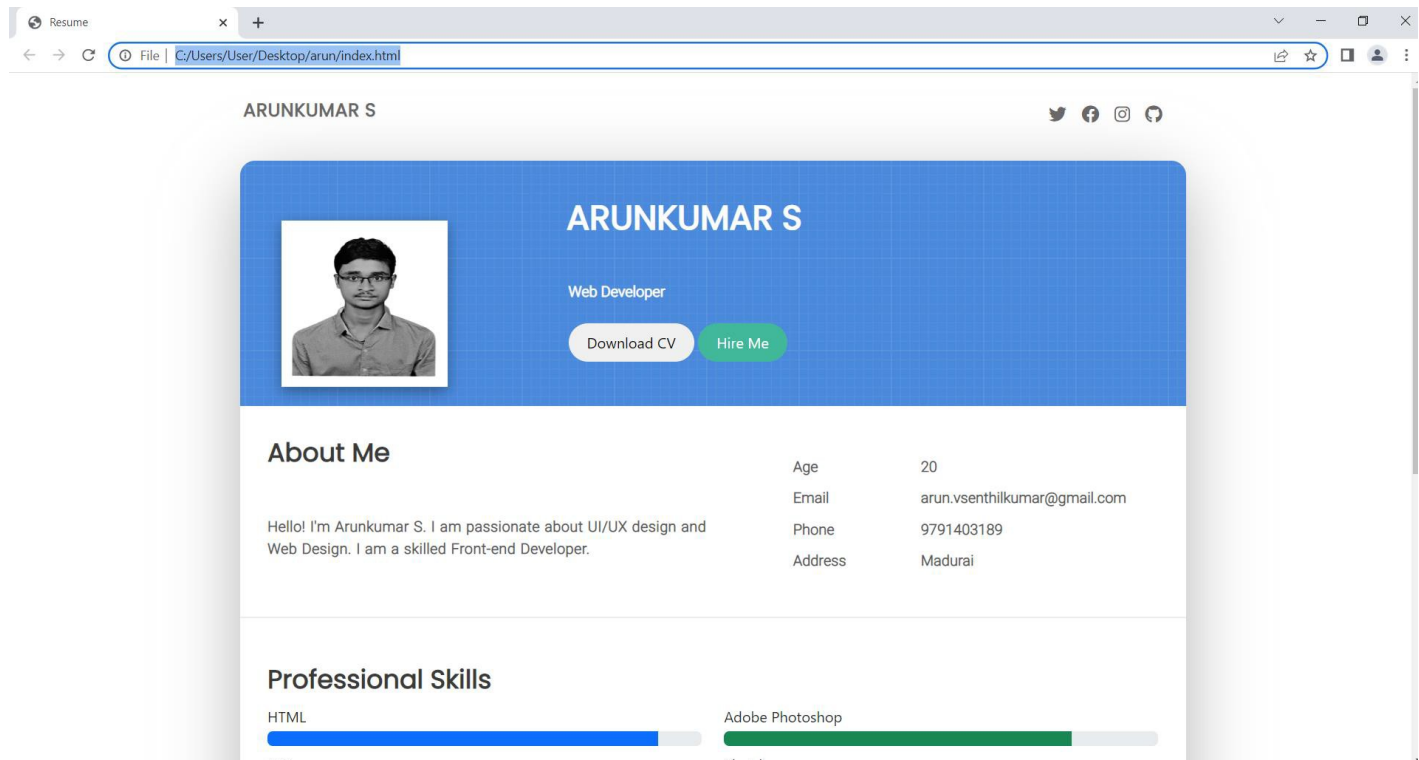 Resume
File | C:/Users/User/Desktop/arun/index.html
ARUNKUMAR S
ARUNKUMAR S
Web Developer
Download CV Hire Me
About Me
Hello! I'm Arunkumar S. I am passionate about UI/UX design and
Web Design. I am a skilled Front-end Developer.
Age 20
Email arun.vsenthilkumar@gmail.com
Phone 9791403189
Address Madurai
Professional Skills
HTML Adobe Photoshop